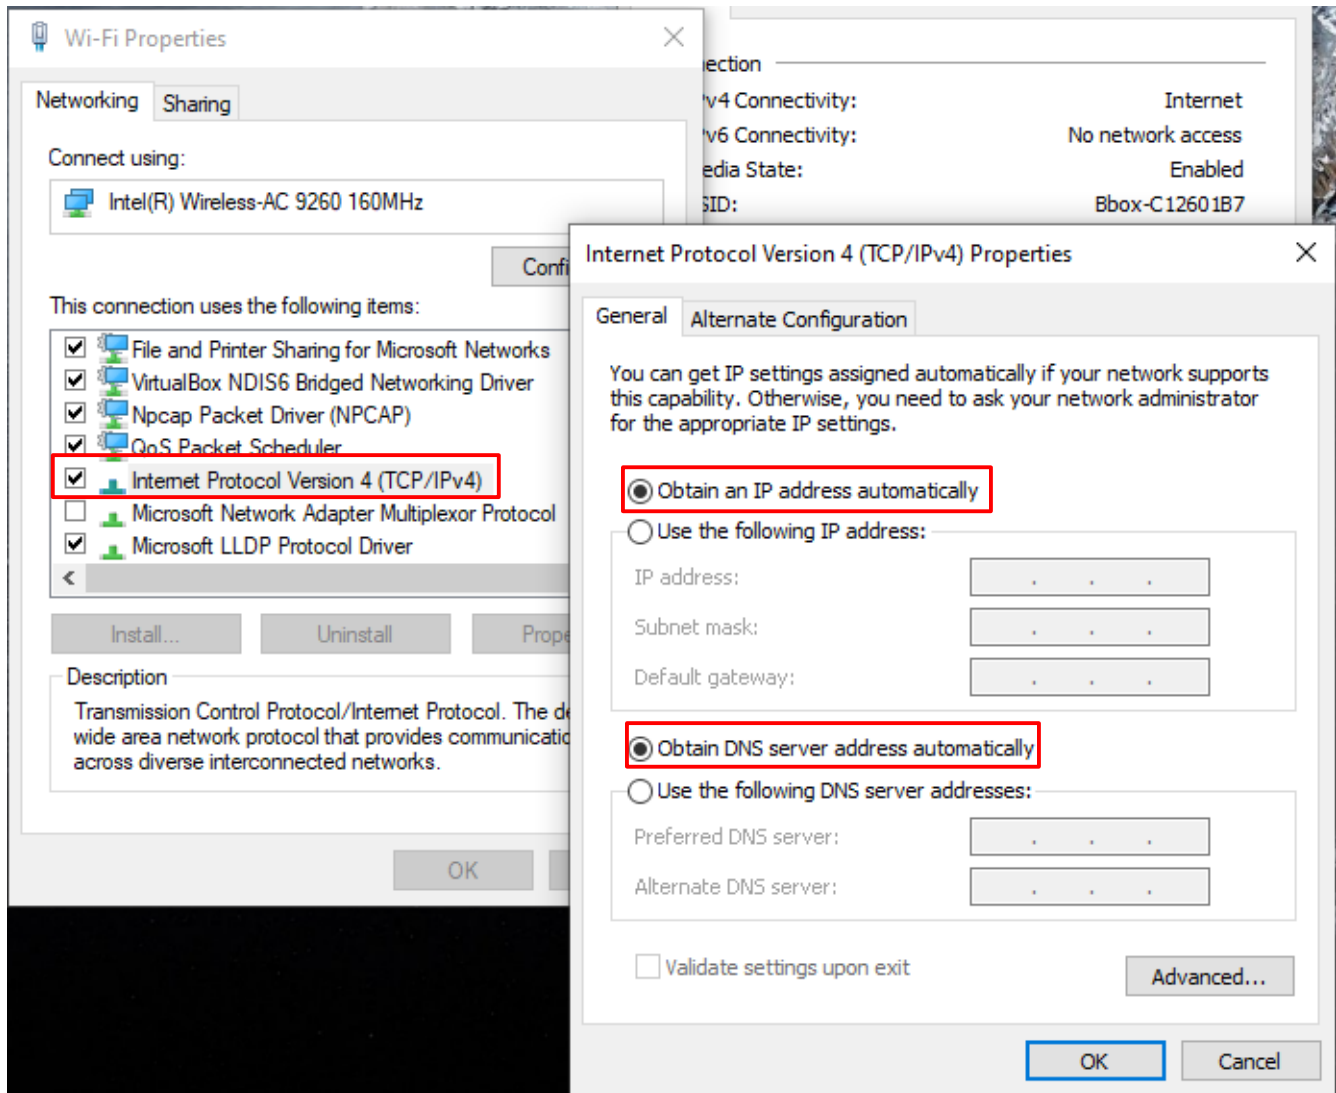 Wi-Fi Properties
Networking
Sharing
Connect using:
Intel(R) Wireless-AC 9260 160MHz
This connection uses the following items:
File and Printer Sharing for Microsoft Networks
VirtualBox NDIS6 Bridged Networking Driver
Npcap Packet Driver (NPCAP)
QoS Packet Scheduler
Internet Protocol Version 4 (TCP/IPv4)
Microsoft Network Adapter Multiplexor Protocol
Microsoft LLDP Protocol Driver
Install...
Uninstall
Description
Transmission Control Protocol/Internet Protocol. The
wide area network protocol that provides
across diverse interconnected networks.
OK
v4 Connectivity:
Internet
v6 Connectivity:
No network access
edia State:
Enabled
SID:
Bbox-C12601B7
Internet Protocol Version 4 (TCP/IPv4) Properties
General
Alternate Configuration
You can get IP settings assigned automatically if your network supports
this capability. Otherwise, you need to ask your network administrator
for the appropriate IP settings.
Obtain an IP address automatically
Use the following IP address:
IP address:
Subnet mask:
Default gateway:
Obtain DNS server address automatically
Use the following DNS server addresses:
Preferred DNS server:
Alternate DNS server:
Validate settings upon exit
Advanced...
OK
Cancel